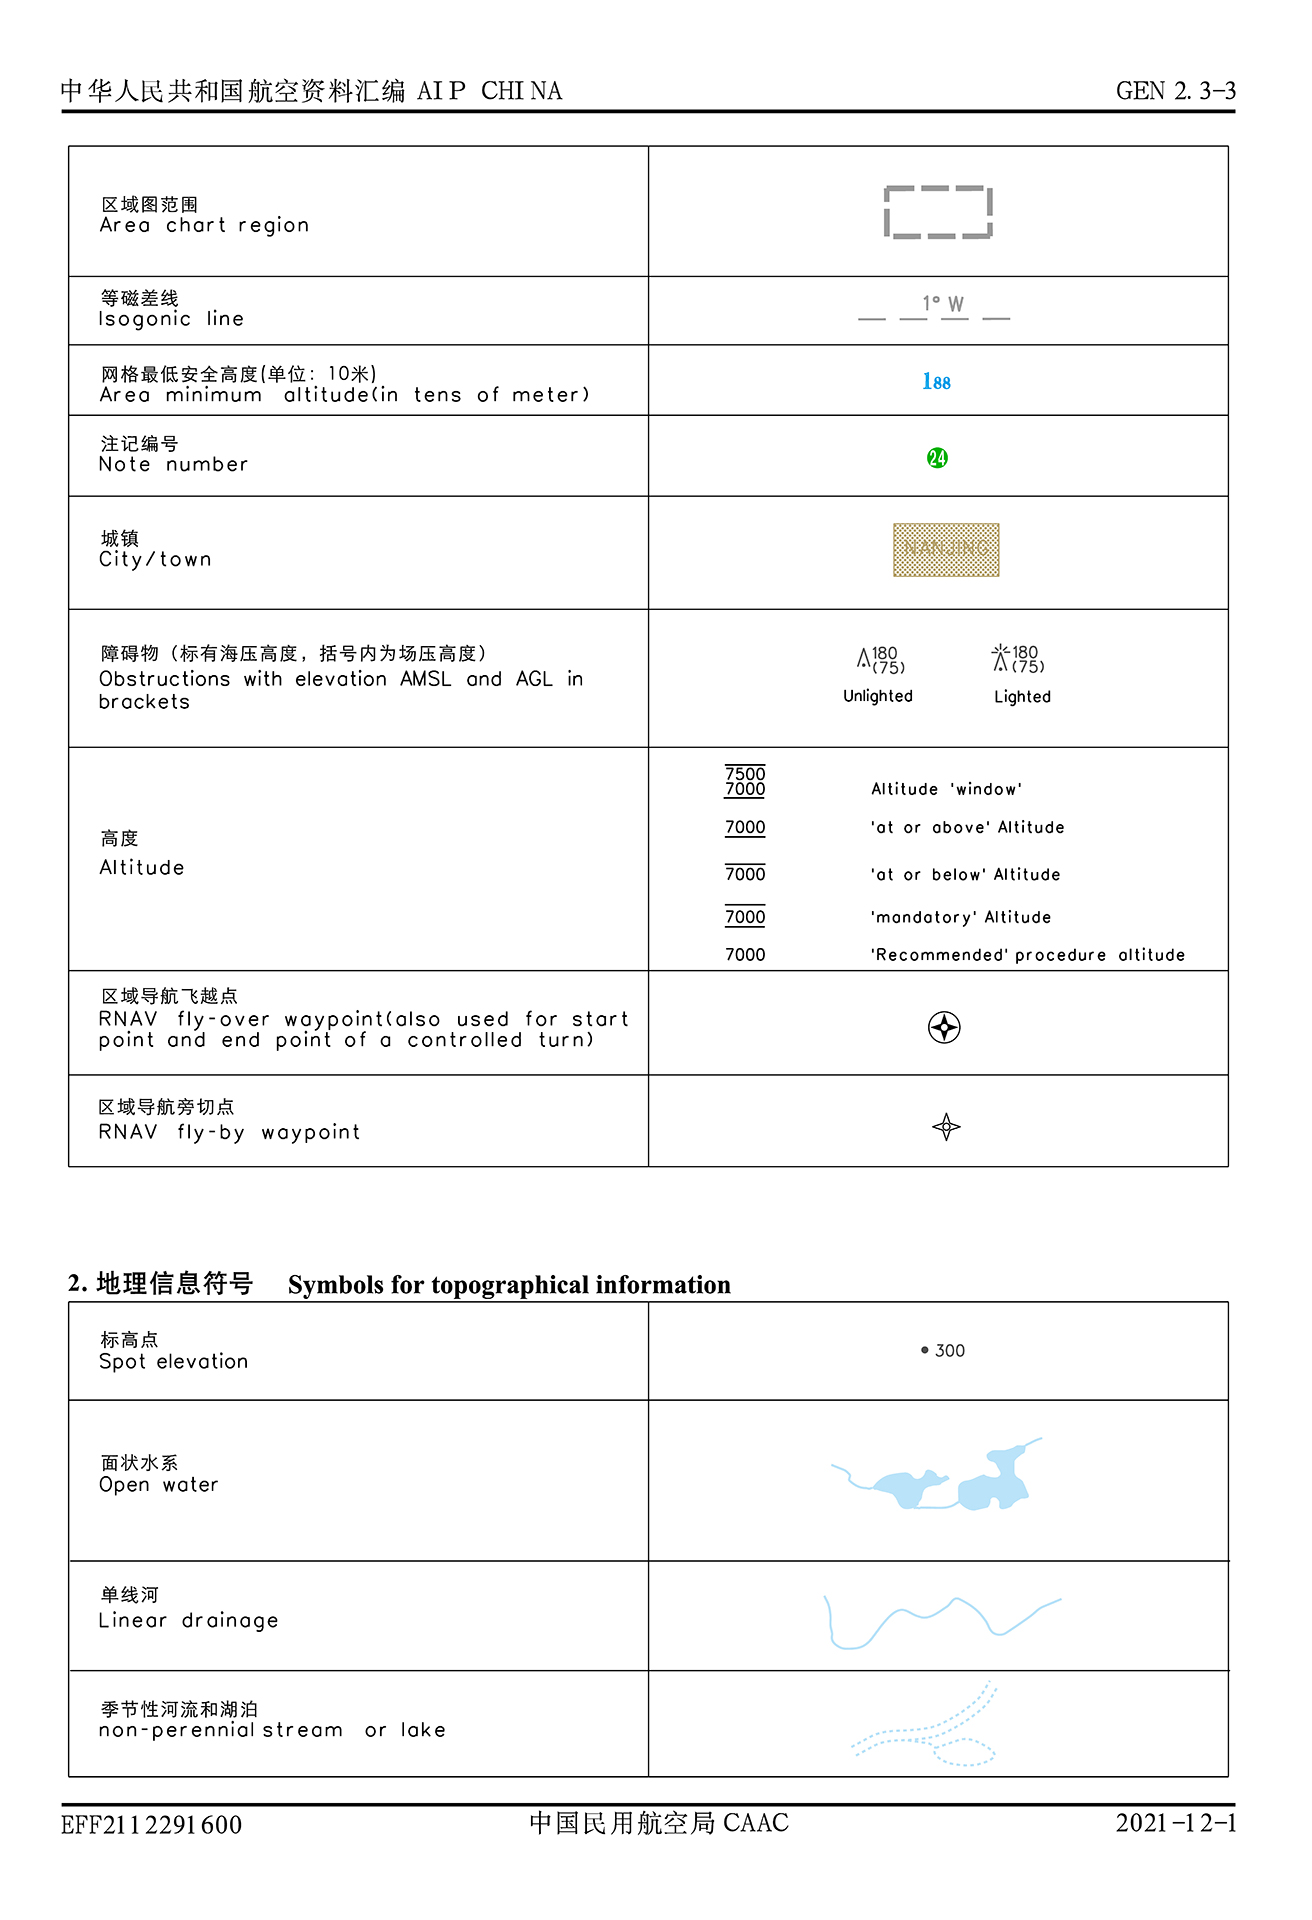 中华人民共和国航空资料汇编 AIP CHINA
GEN 2.3-3
区域图范围
Area chart region
等磁差线
Isogonic line
1° W
网格最低安全高度(单位：10米)
Area minimum altitude(in tens of meter)
188
注记编号
Note number
24
城镇
City/town
NANJING
障碍物（标有海压高度，括号内为场压高度）
Obstructions with elevation AMSL and AGL in
brackets
180
(75)
Unlighted
180
(75)
Lighted
高度
Altitude
7500
7000
Altitude 'window'
7000
'at or above' Altitude
7000
'at or below' Altitude
7000
'mandatory' Altitude
7000
'Recommended' procedure altitude
区域导航飞越点
RNAV fly-over waypoint(also used for start
point and end point of a controlled turn)
区域导航旁切点
RNAV fly-by waypoint
2. 地理信息符号 Symbols for topographical information
标高点
Spot elevation
300
面状水系
Open water
单线河
Linear drainage
季节性河流和湖泊
non-perennial stream or lake
EFF2112291600
中国民用航空局 CAAC
2021-12-1